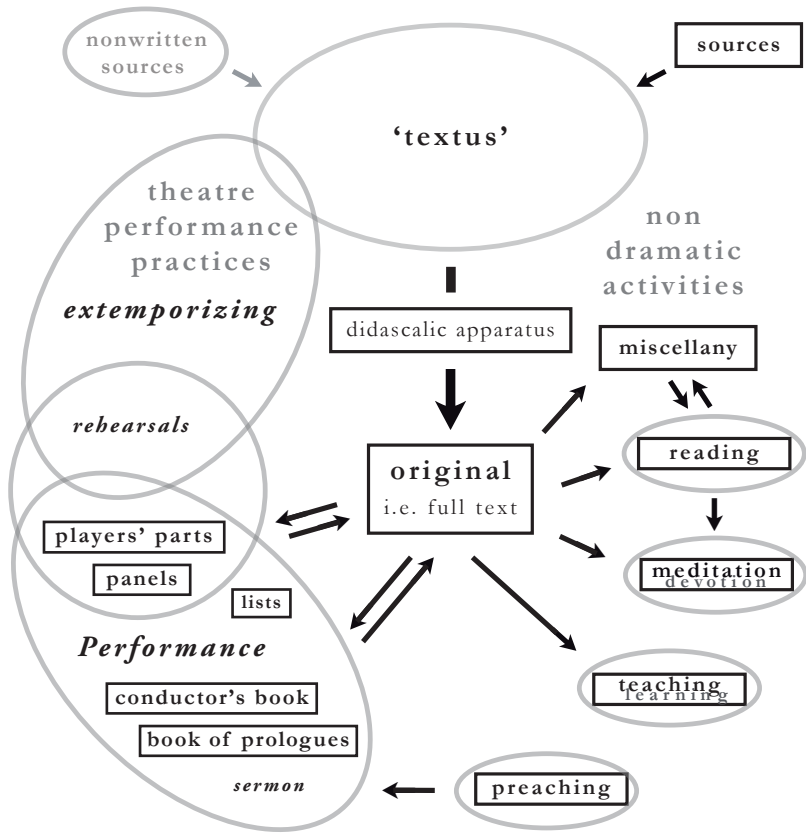 nonwritten
sources
sources
‘textus’
theatre
performance
practices
extemporizing
non
dramatic
activities
didascalic apparatus
miscellany
rehearsals
original
i.e. full text
reading
players’ parts
panels
lists
meditation
devotion
Performance
teaching
learning
conductor’s book
book of prologues
sermon
preaching